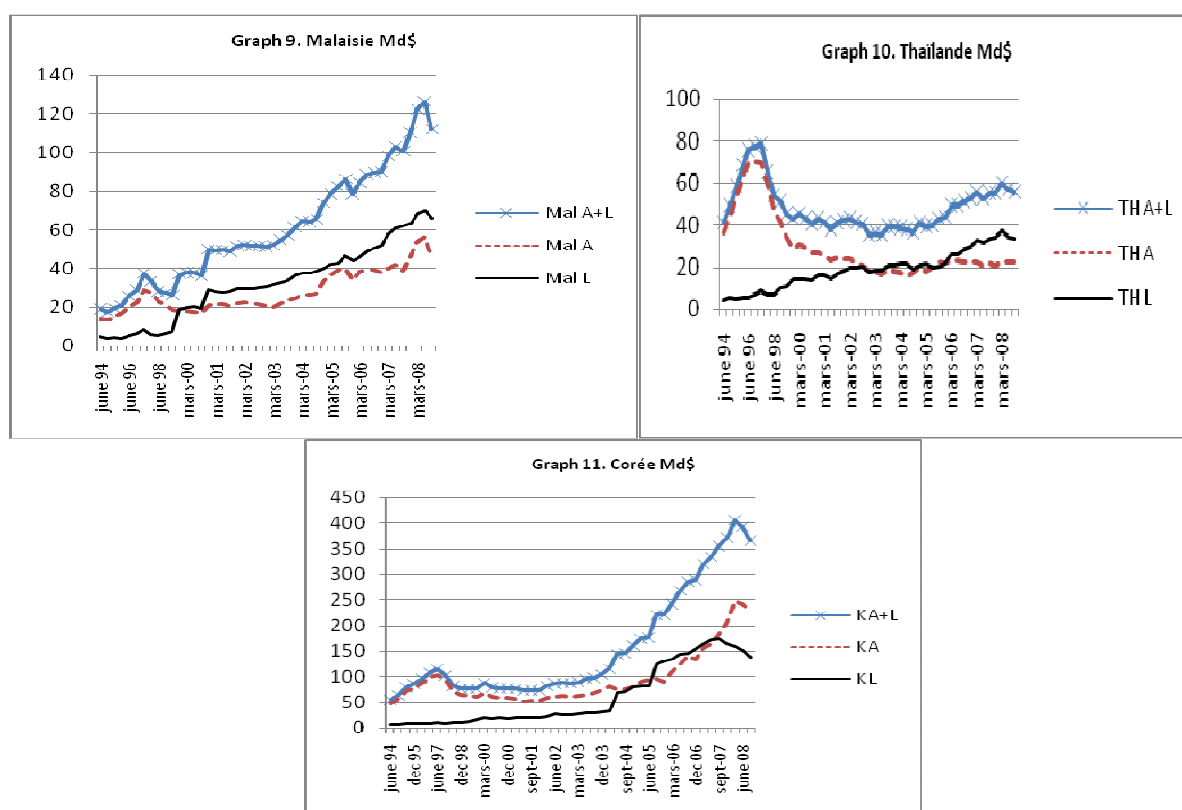 Graph 9. Malaisie Md$
140
120
100
80
60
40
20
0
june 94
june 96
june 98
mars-00
mars-01
mars-02
mars-03
mars-04
mars-05
mars-06
mars-07
mars-08
Mal A+L
Mal A
Mal L
Graph 10. Thaïlande Md$
100
80
60
40
20
0
june 94
june 96
june 98
mars-00
mars-01
mars-02
mars-03
mars-04
mars-05
mars-06
mars-07
mars-08
TH A+L
TH A
TH L
Graph 11. Corée Md$
450
400
350
300
250
200
150
100
50
0
june 94
dec 95
june 97
dec 98
mars-00
dec 00
sept-01
june 02
mars-03
dec 03
sept-04
june 05
mars-06
dec 06
sept-07
june 08
KA+L
KA
KL